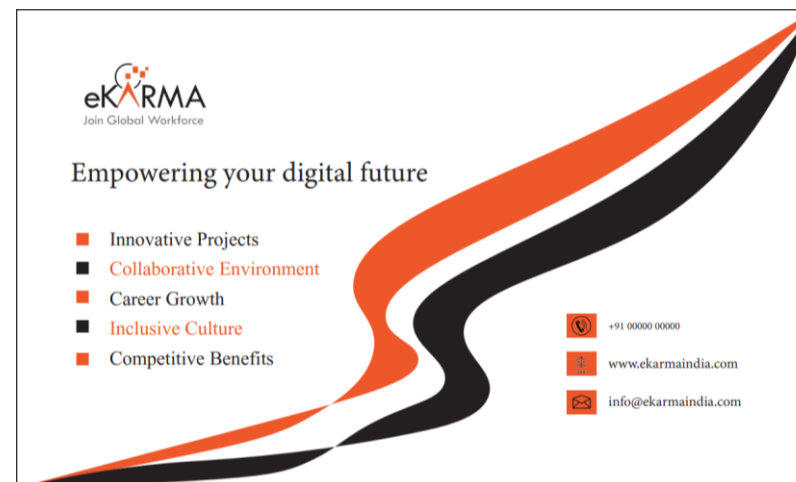 eKARMA
Join Global Workforce
Empowering your digital future
Innovative Projects
Collaborative Environment
Career Growth
Inclusive Culture
Competitive Benefits
+91 00000 00000
www.ekarmaindia.com
info@ekarmaindia.com